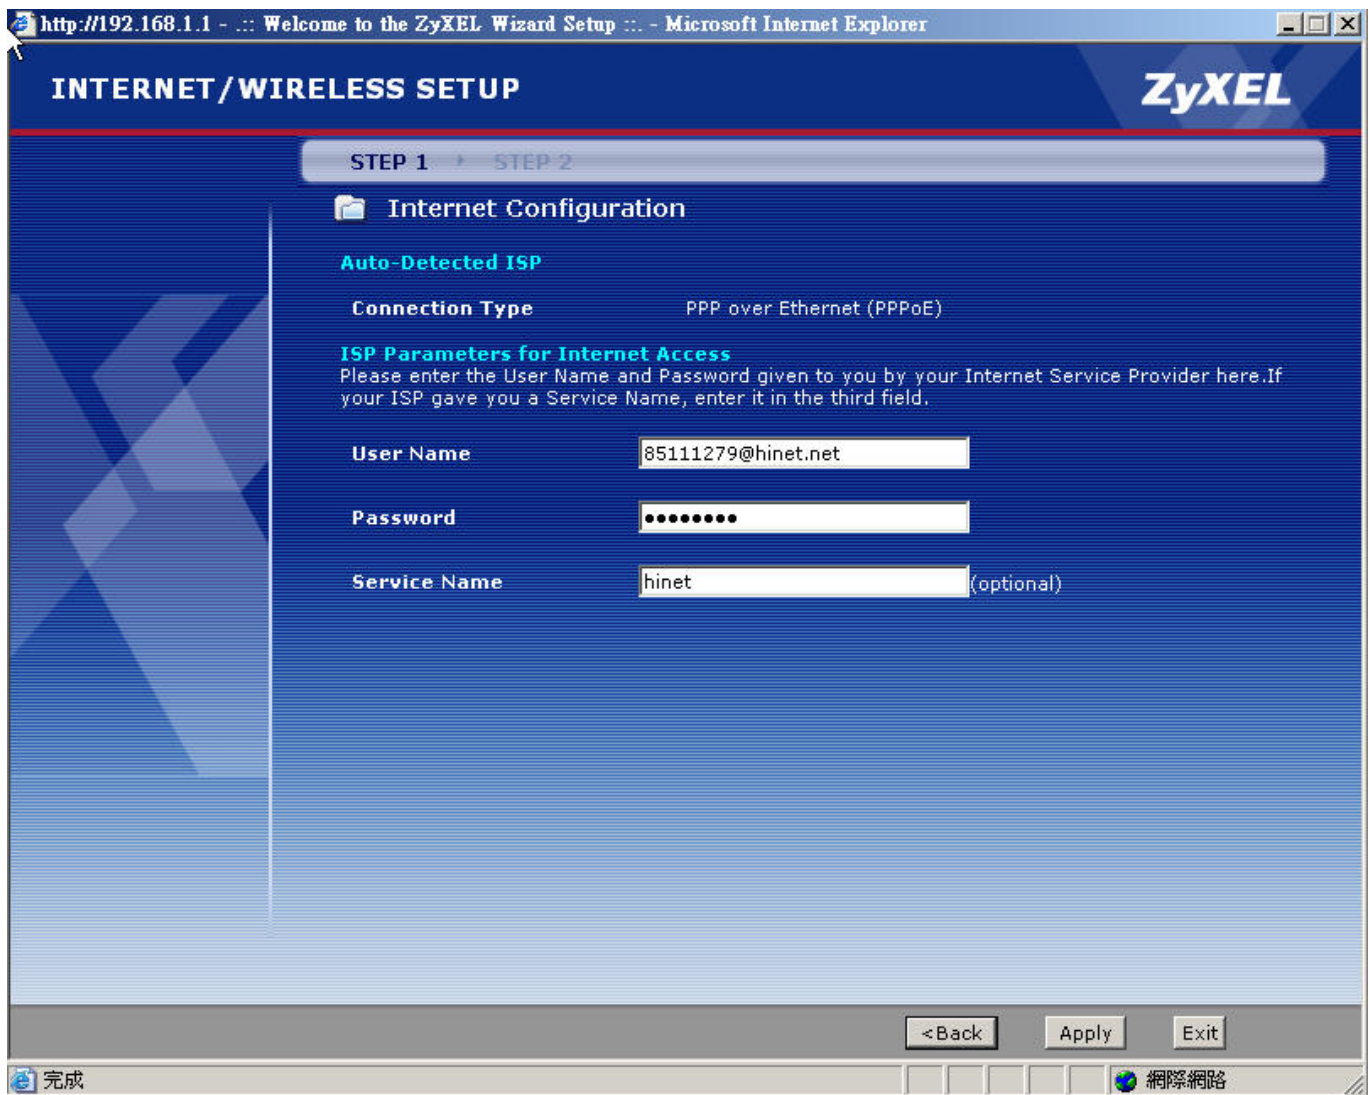 http://192.168.1.1 - .:: Welcome to the ZyXEL Wizard Setup ::. - Microsoft Internet Explorer
INTERNET/WIRELESS SETUP
ZyXEL
STEP 1 STEP 2
Internet Configuration
Auto-Detected ISP
Connection Type PPP over Ethernet (PPPoE)
ISP Parameters for Internet Access
Please enter the User Name and Password given to you by your Internet Service Provider here.If
your ISP gave you a Service Name, enter it in the third field.
User Name 85111279@hinet.net
Password ••••••••
Service Name hinet (optional)
<Back Apply Exit
完成 網際網路